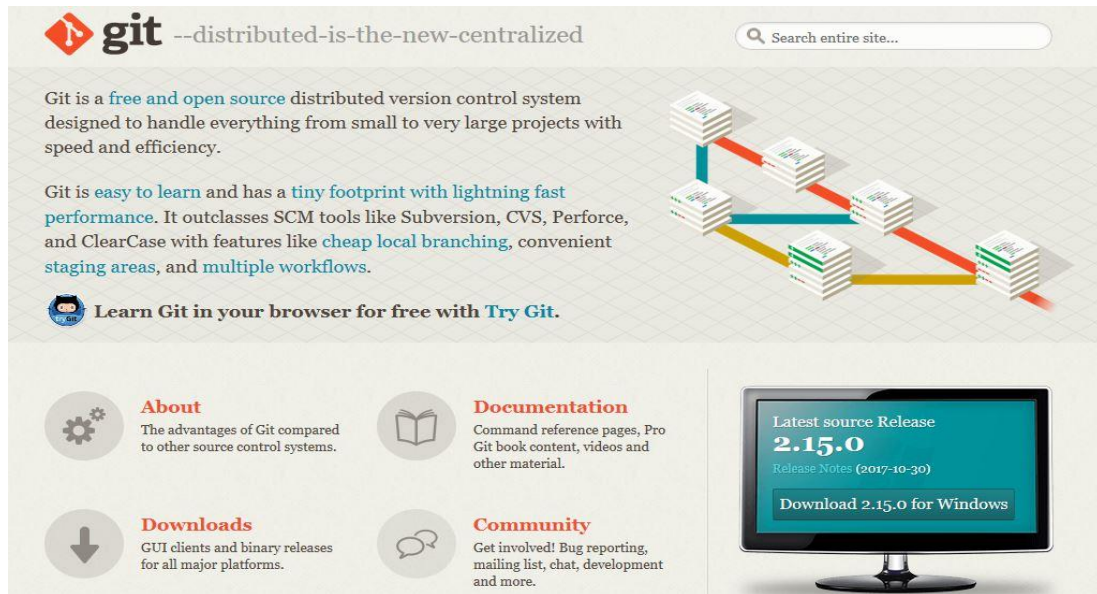 git --distributed-is-the-new-centralized
Search entire site...
Git is a free and open source distributed version control system
designed to handle everything from small to very large projects with
speed and efficiency.
Git is easy to learn and has a tiny footprint with lightning fast
performance. It outclasses SCM tools like Subversion, CVS, Perforce,
and ClearCase with features like cheap local branching, convenient
staging areas, and multiple workflows.
Learn Git in your browser for free with Try Git.
About
The advantages of Git compared
to other source control systems.
Documentation
Command reference pages, Pro
Git book content, videos and
other material.
Downloads
GUI clients and binary releases
for all major platforms.
Community
Get involved! Bug reporting,
mailing list, chat, development
and more.
Latest source Release
2.15.0
Release Notes (2017-10-30)
Download 2.15.0 for Windows